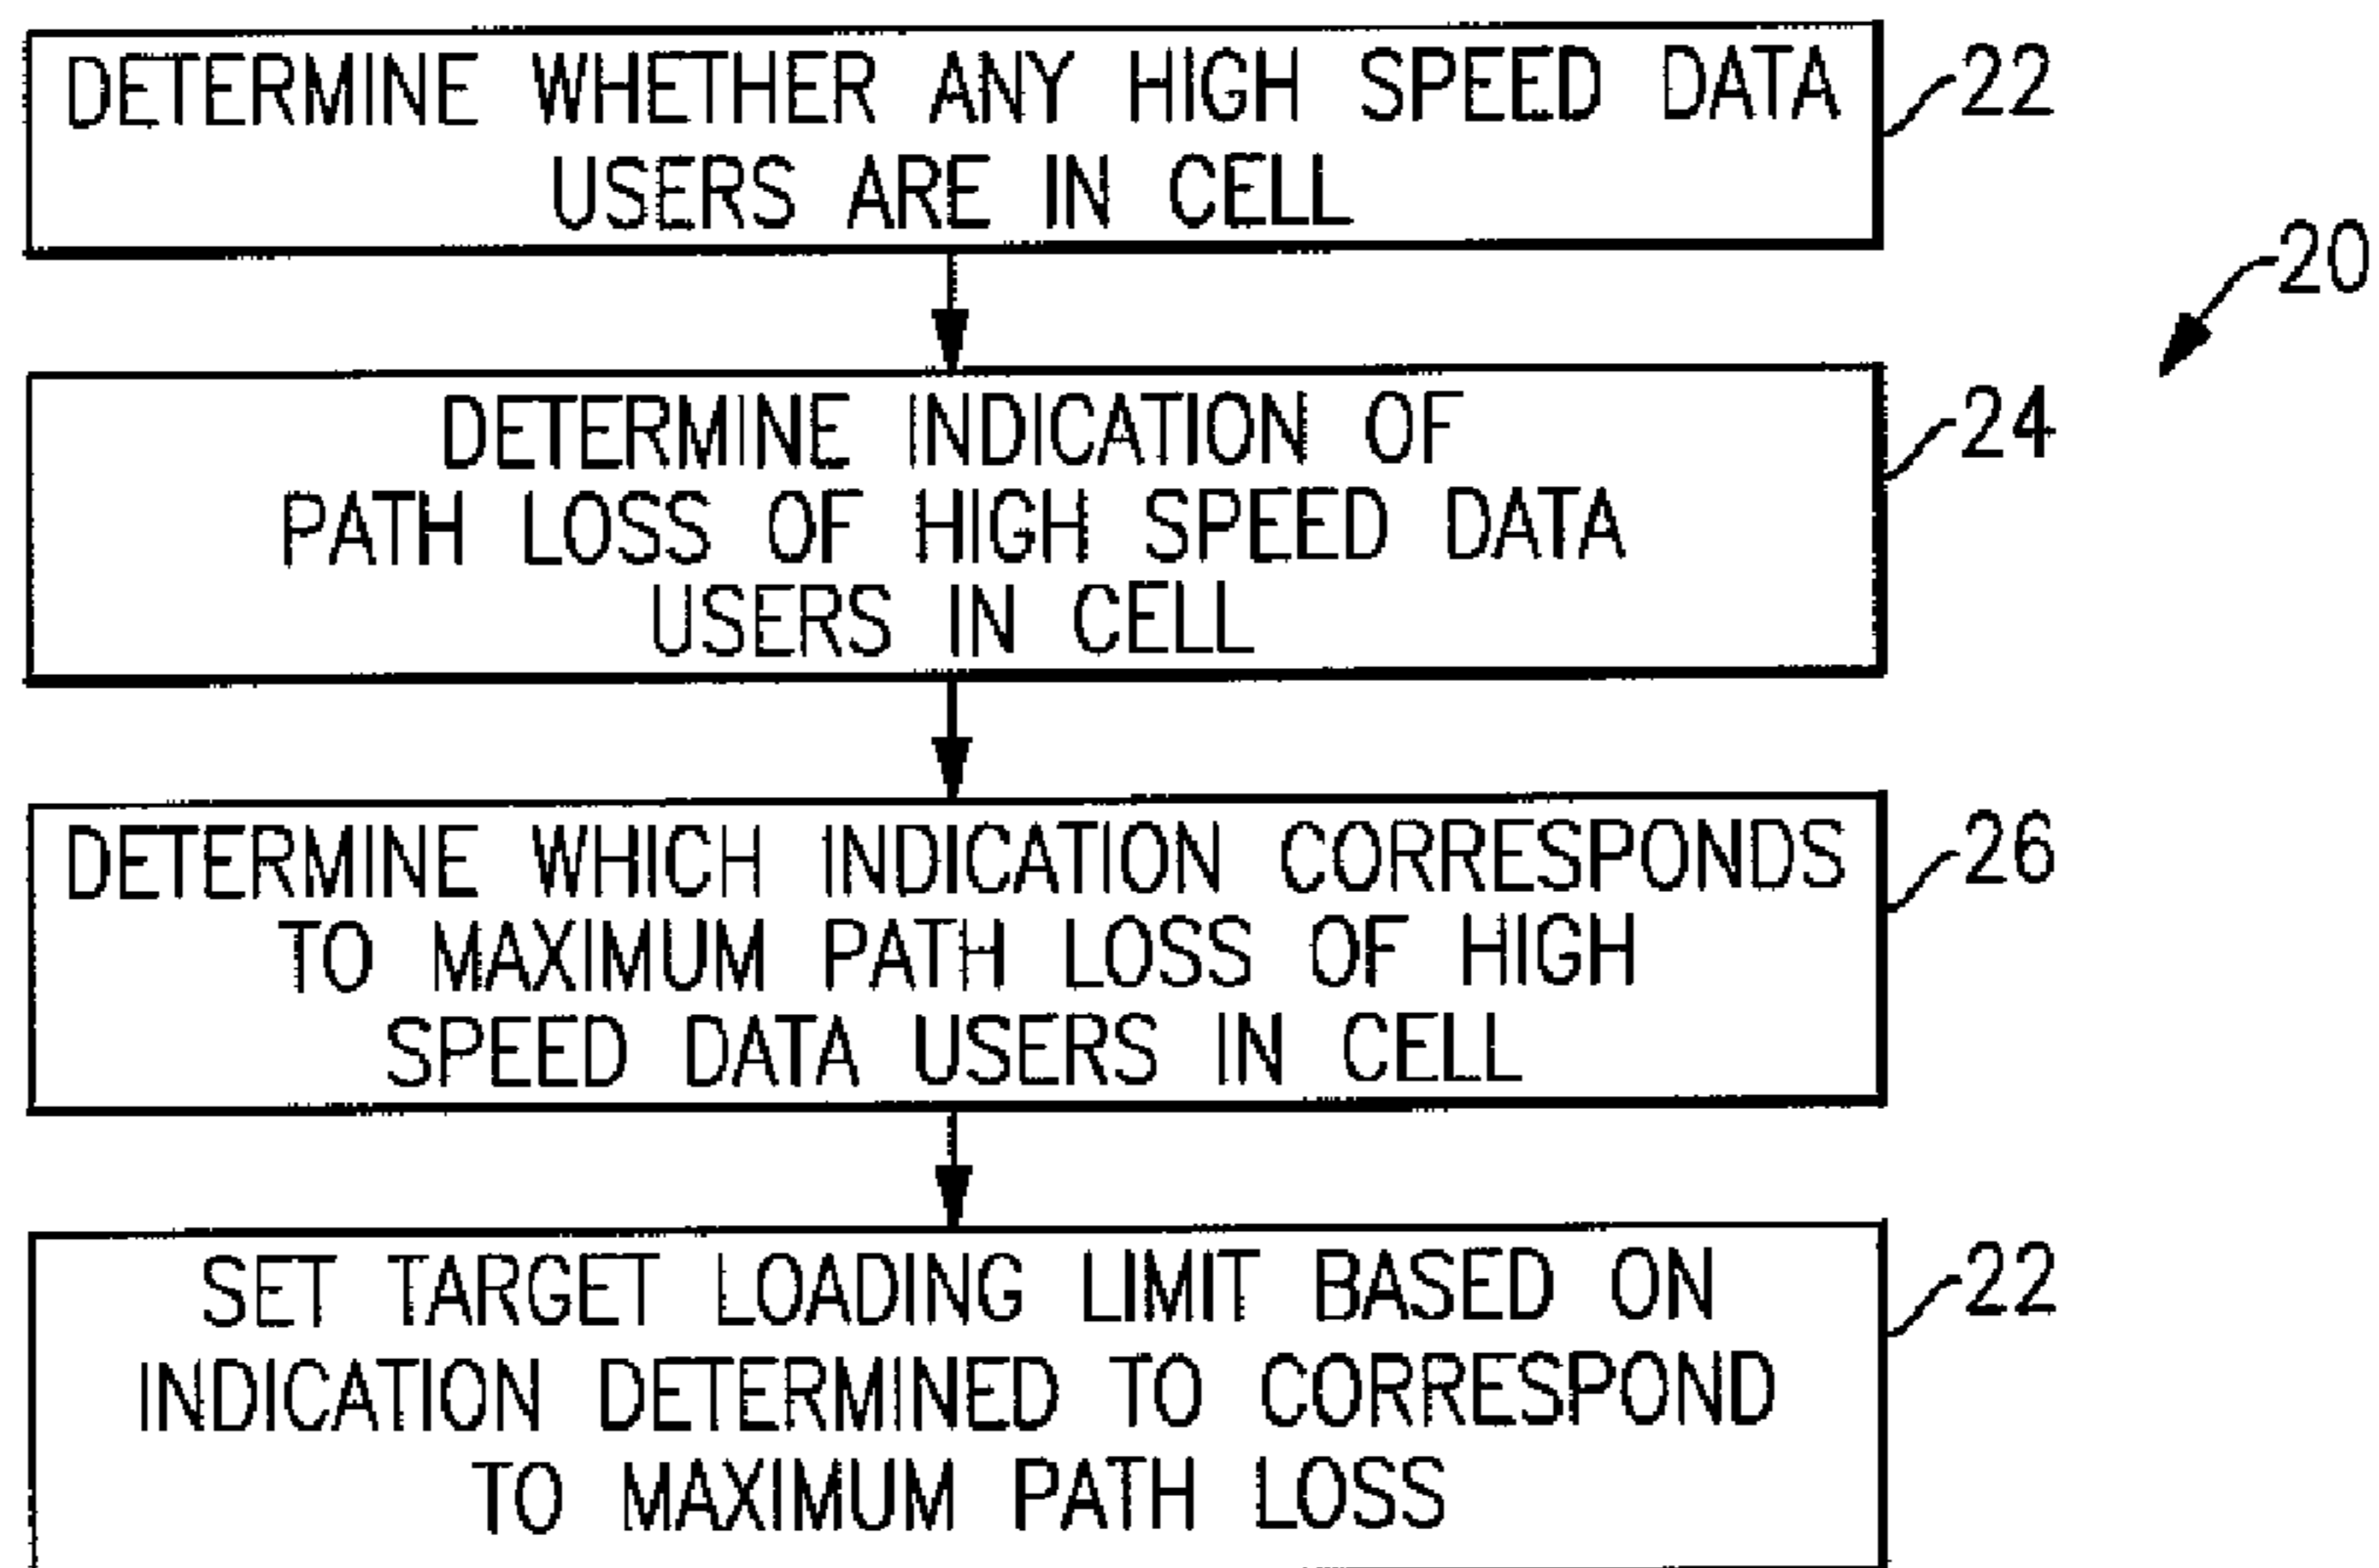 DETERMINE WHETHER ANY HIGH SPEED DATA
USERS ARE IN CELL
22
20
DETERMINE INDICATION OF
PATH LOSS OF HIGH SPEED DATA
USERS IN CELL
24
DETERMINE WHICH INDICATION CORRESPONDS
TO MAXIMUM PATH LOSS OF HIGH
SPEED DATA USERS IN CELL
26
SET TARGET LOADING LIMIT BASED ON
INDICATION DETERMINED TO CORRESPOND
TO MAXIMUM PATH LOSS
22